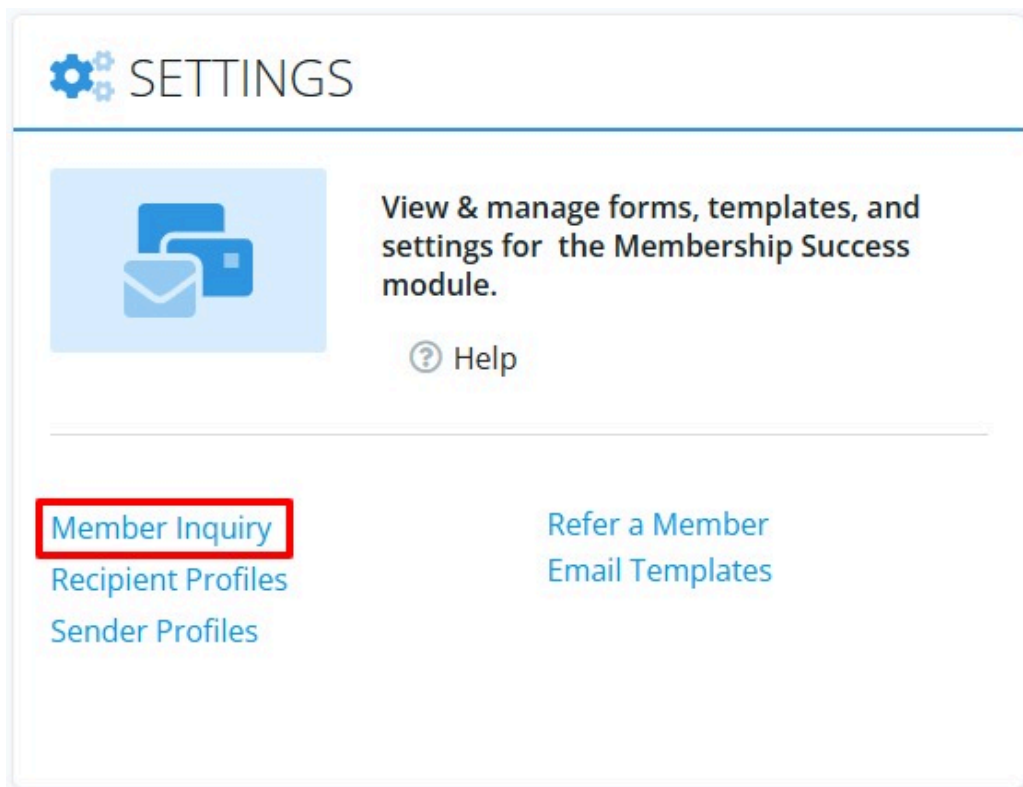 SETTINGS
View & manage forms, templates, and
settings for  the Membership Success
module.
? Help
Member Inquiry
Recipient Profiles
Sender Profiles
Refer a Member
Email Templates